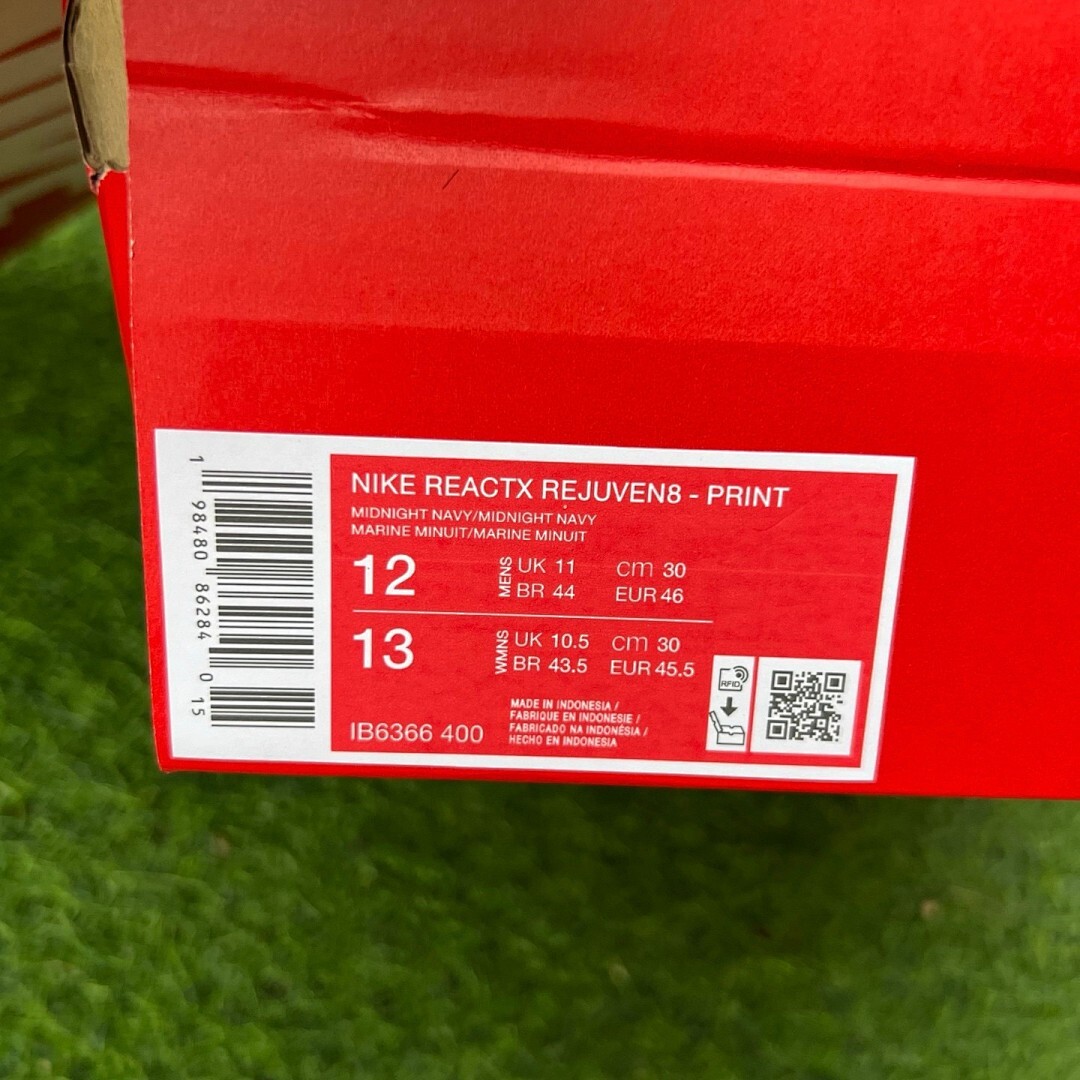 NIKE REACTX REJUVEN8 - PRINT
MIDNIGHT NAVY/MIDNIGHT NAVY
MARINE MINUIT/MARINE MINUIT
12 MENS UK 11 cm 30
BR 44 EUR 46
13 WMNS UK 10.5 cm 30
BR 43.5 EUR 45.5
IB6366 400
MADE IN INDONESIA /
FABRIQUE EN INDONESIE /
FABRICADO NA INDONÉSIA /
HECHO EN INDONESIA
RFID
1 98480 86284 0 15